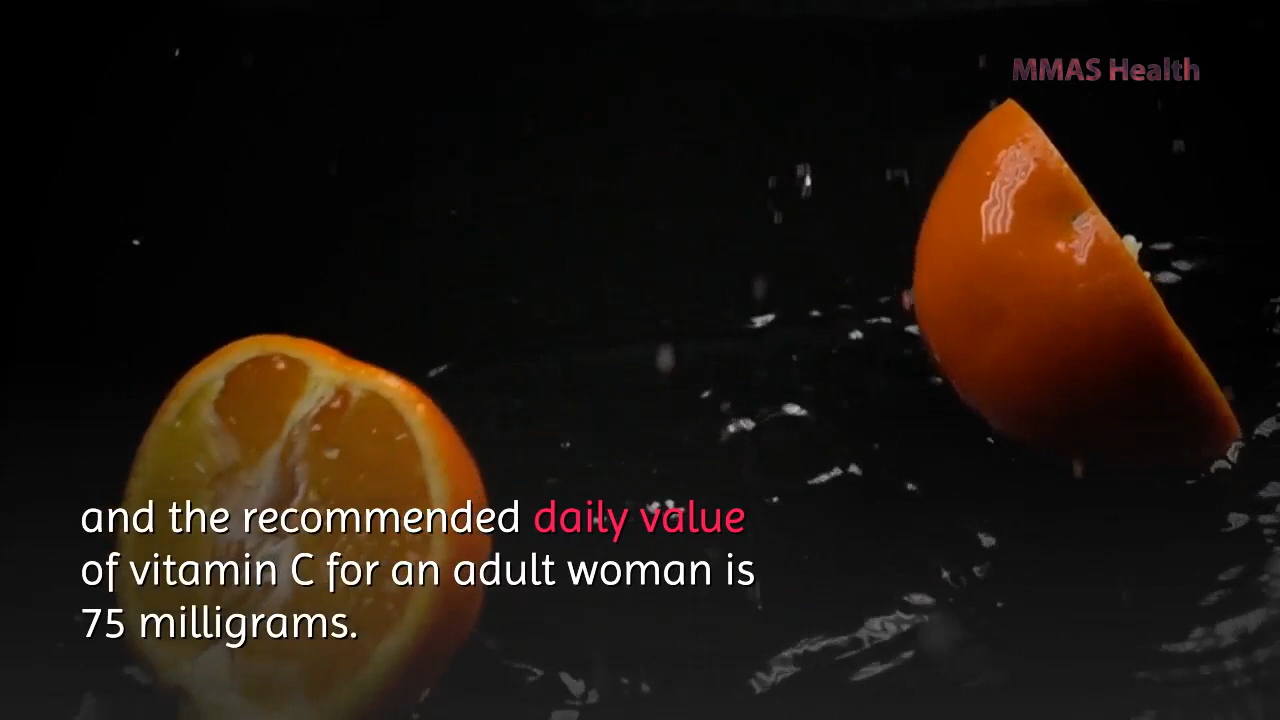 MMAS Health
and the recommended daily value
of vitamin C for an adult woman is
75 milligrams.